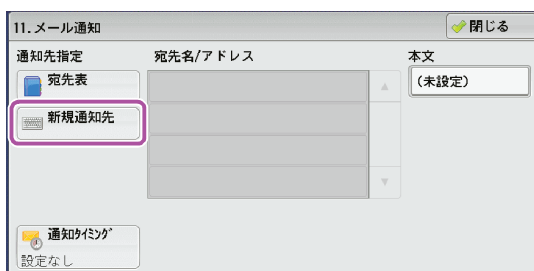 11.メール通知
閉じる
通知先指定
宛先名/アドレス
本文
宛先表
(未設定)
新規通知先
通知ﾀｲﾐﾝｸﾞ
設定なし